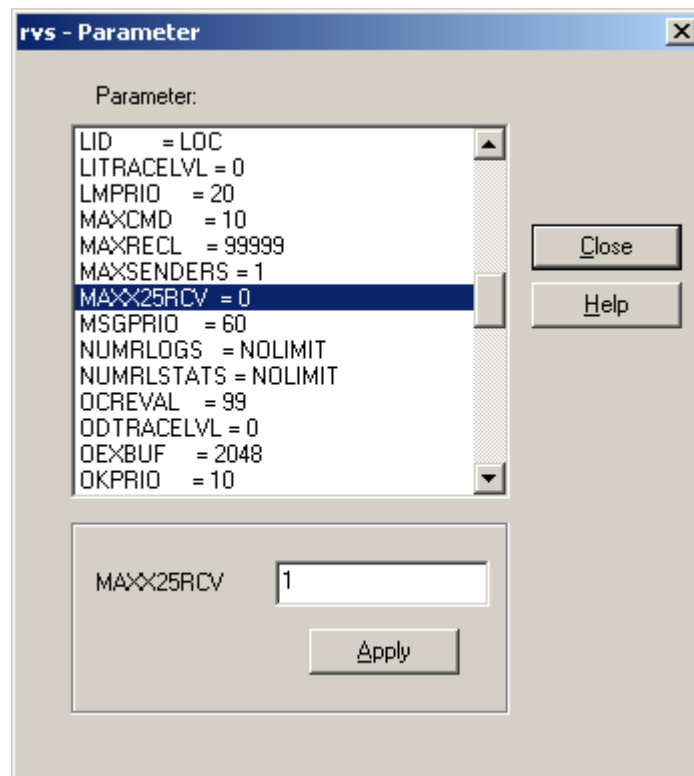 rvs - Parameter
Parameter:
LID = LOC
LITRACELVL = 0
LMPRIO = 20
MAXCMD = 10
MAXRECL = 99999
MAXSENDERS = 1
MAXX25RCV = 0
MSGPRIO = 60
NUMRLOGS = NOLIMIT
NUMRLSTATS = NOLIMIT
OCREVAL = 99
ODTRACELVL = 0
OEXBUF = 2048
OKPRIO = 10
Close
Help
MAXX25RCV 1
Apply